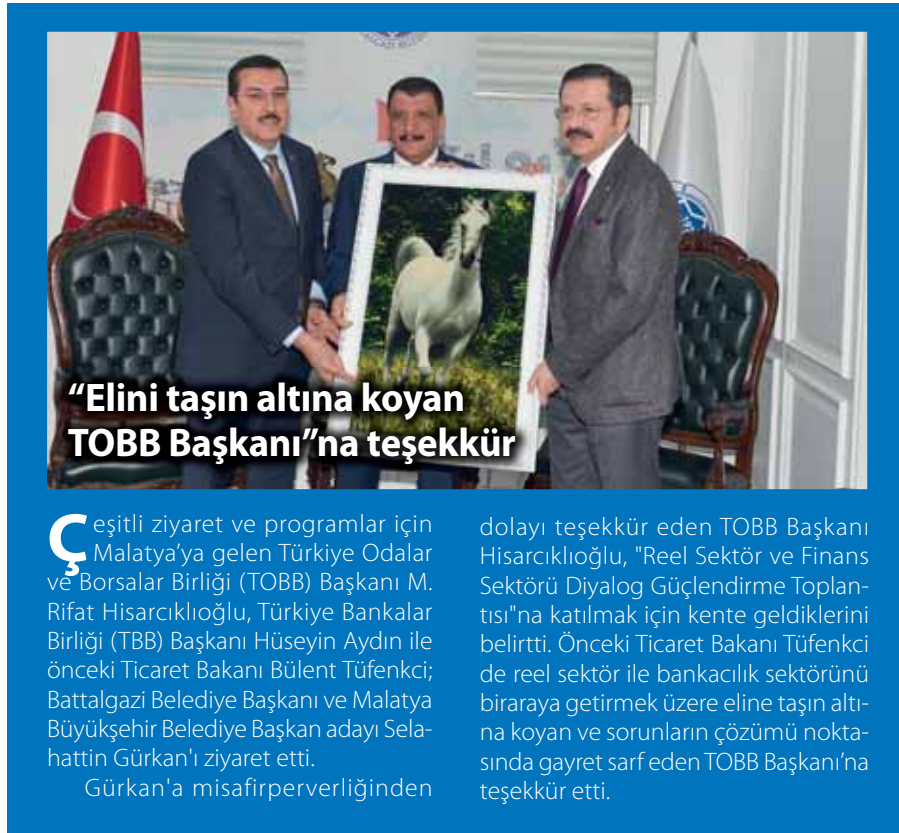 “Elini taşın altına koyan
TOBB Başkanı”na teşekkür
Çeşitli ziyaret ve programlar için
Malatya’ya gelen Türkiye Odalar
ve Borsalar Birliği (TOBB) Başkanı M.
Rifat Hisarcıklıoğlu, Türkiye Bankalar
Birliği (TBB) Başkanı Hüseyin Aydın ile
önceki Ticaret Bakanı Bülent Tüfenkci;
Battalgazi Belediye Başkanı ve Malatya
Büyükşehir Belediye Başkan adayı Sela-
hattin Gürkan'ı ziyaret etti.
Gürkan'a misafirperverliğinden
dolayı teşekkür eden TOBB Başkanı
Hisarcıklıoğlu, "Reel Sektör ve Finans
Sektörü Diyalog Güçlendirme Toplan-
tısı"na katılmak için kente geldiklerini
belirtti. Önceki Ticaret Bakanı Tüfenkci
de reel sektör ile bankacılık sektörünü
biraraya getirmek üzere eline taşın altı-
na koyan ve sorunların çözümü nokta-
sında gayret sarf eden TOBB Başkanı’na
teşekkür etti.